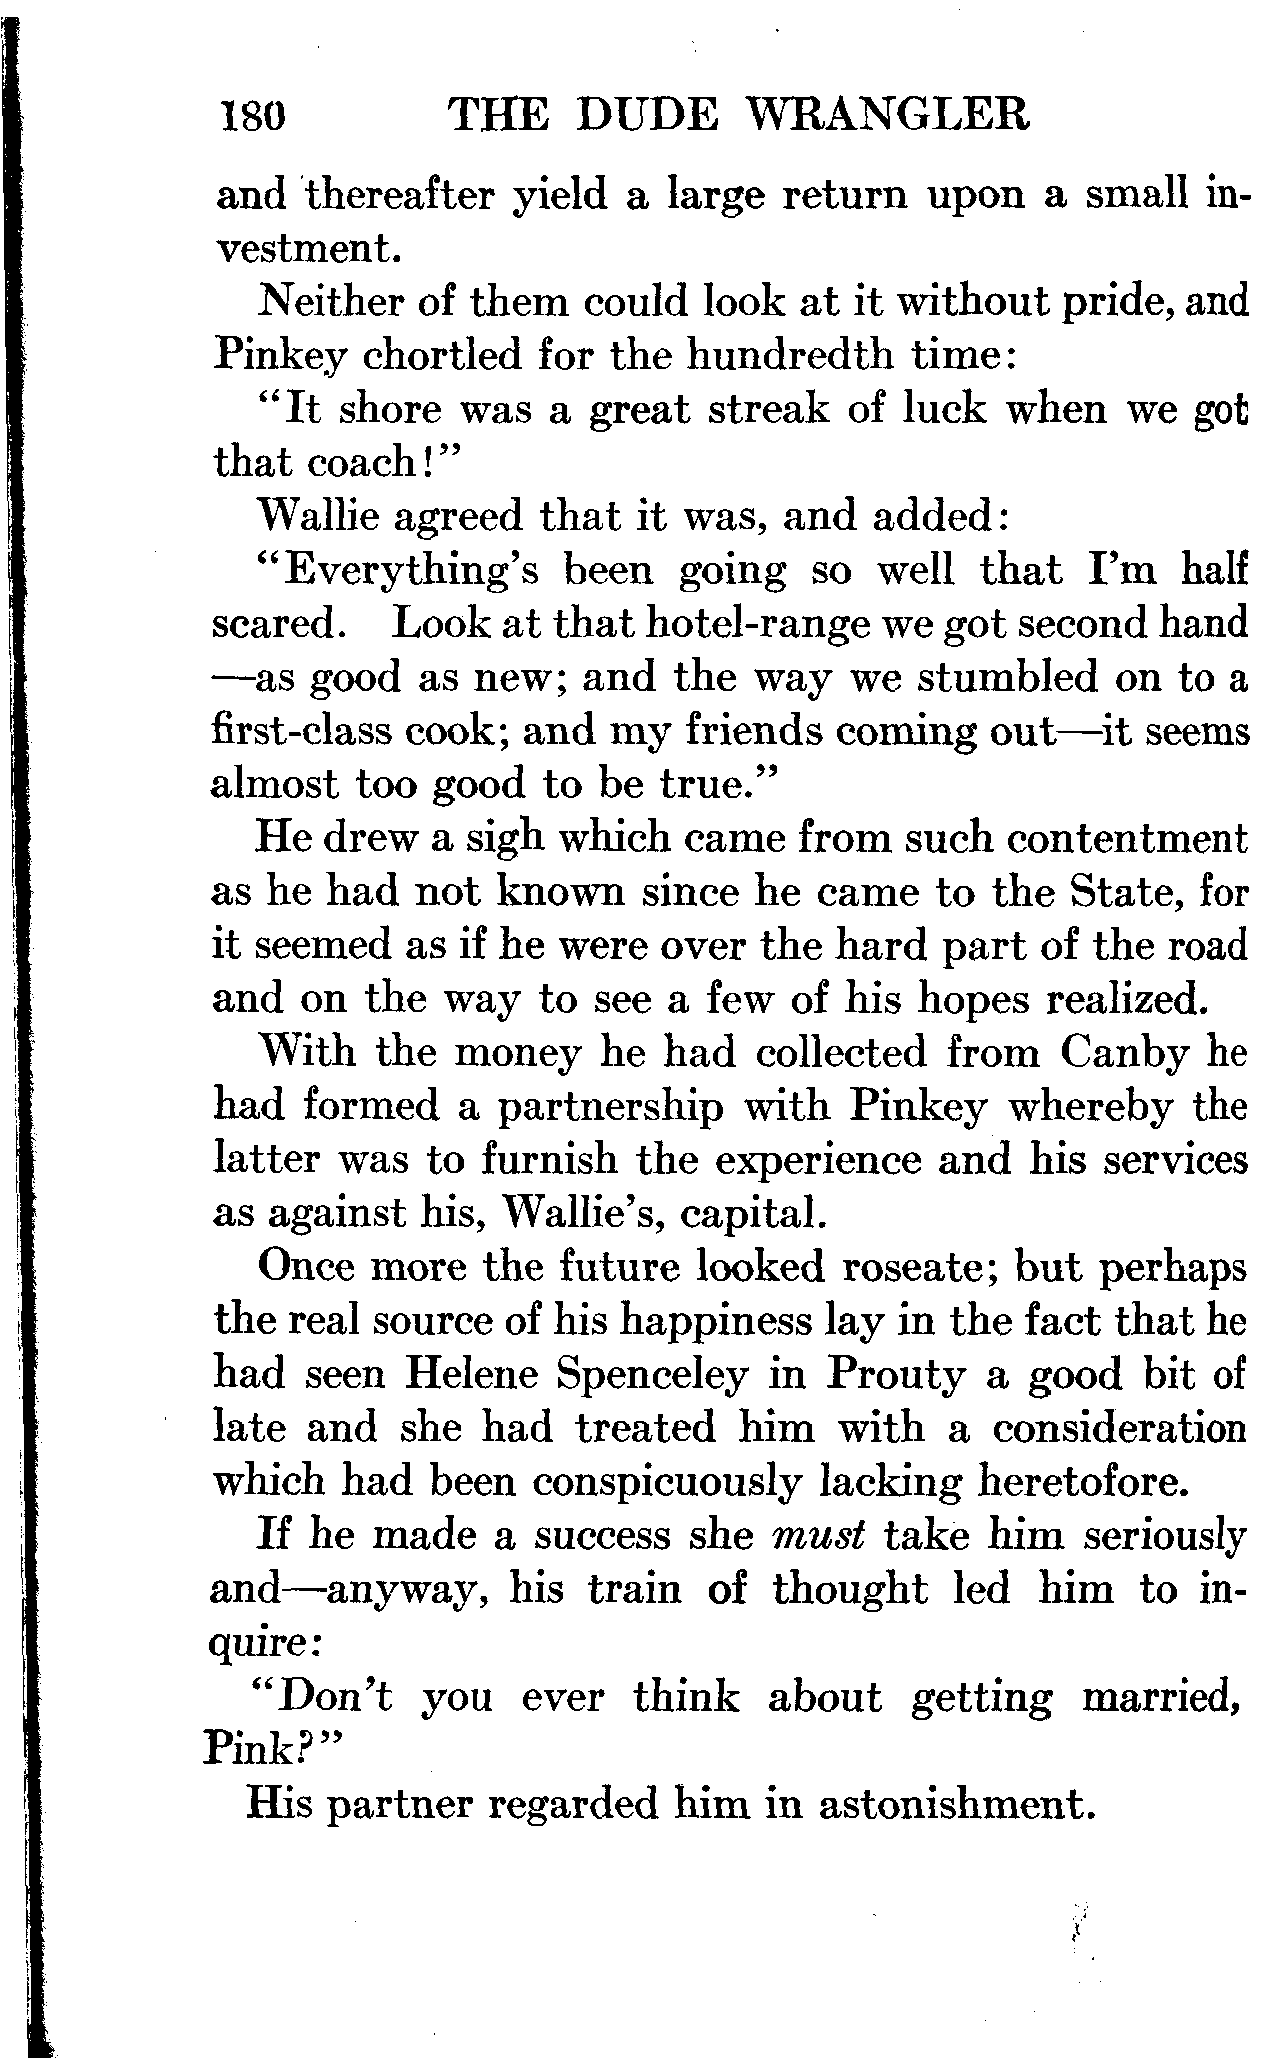 180 THE DUDE WRANGLER
and thereafter yield a large return upon a small in-
vestment.
Neither of them could look at it without pride, and
Pinkey chortled for the hundredth time:
“It shore was a great streak of luck when we got
that coach!”
Wallie agreed that it was, and added:
“Everything’s been going so well that I’m half
scared. Look at that hotel-range we got second hand
—as good as new; and the way we stumbled on to a
first-class cook; and my friends coming out—it seems
almost too good to be true.”
He drew a sigh which came from such contentment
as he had not known since he came to the State, for
it seemed as if he were over the hard part of the road
and on the way to see a few of his hopes realized.
With the money he had collected from Canby he
had formed a partnership with Pinkey whereby the
latter was to furnish the experience and his services
as against his, Wallie’s, capital.
Once more the future looked roseate; but perhaps
the real source of his happiness lay in the fact that he
had seen Helene Spenceley in Prouty a good bit of
late and she had treated him with a consideration
which had been conspicuously lacking heretofore.
If he made a success she must take him seriously
and—anyway, his train of thought led him to in-
quire:
“Don’t you ever think about getting married,
Pink?”
His partner regarded him in astonishment.